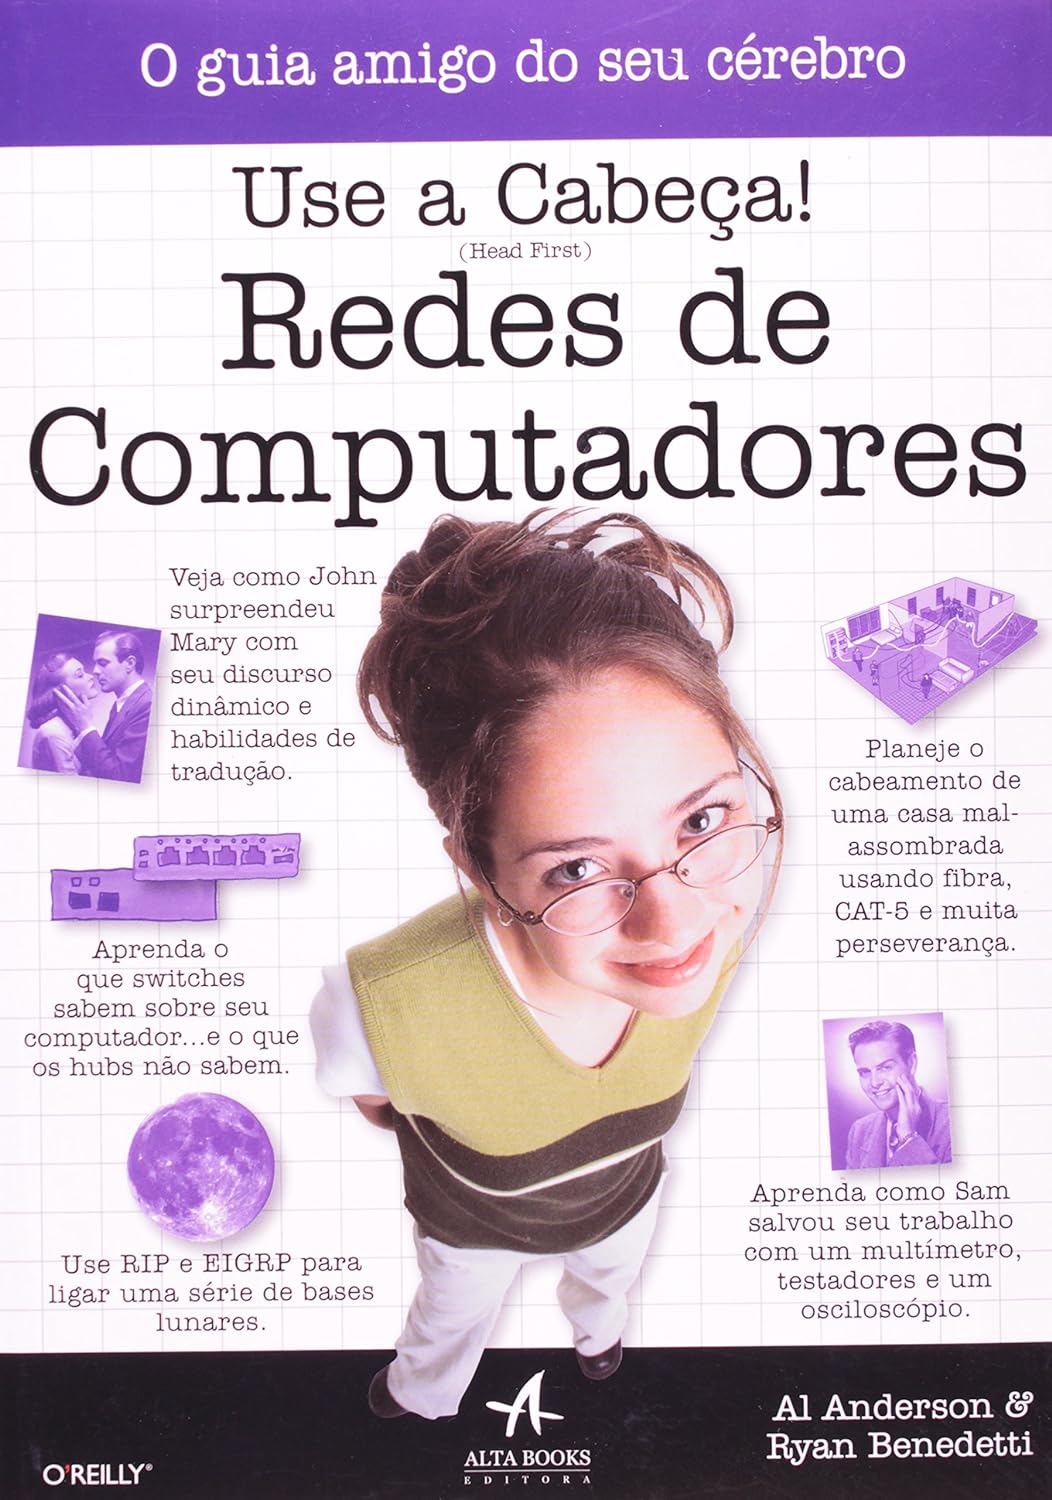 O guia amigo do seu cérebro
Use a Cabeça!
(Head First)
Redes de
Computadores
Veja como John
surpreendeu
Mary com
seu discurso
dinâmico e
habilidades de
tradução.
Planeje o
cabeamento de
uma casa mal-
assombrada
usando fibra,
CAT-5 e muita
perseverança.
Aprenda o
que switches
sabem sobre seu
computador...e o que
os hubs não sabem.
Aprenda como Sam
salvou seu trabalho
com um multímetro,
testadores e um
osciloscópio.
Use RIP e EIGRP para
ligar uma série de bases
lunares.
O'REILLY®
ALTA BOOKS
EDITORA
Al Anderson &
Ryan Benedetti